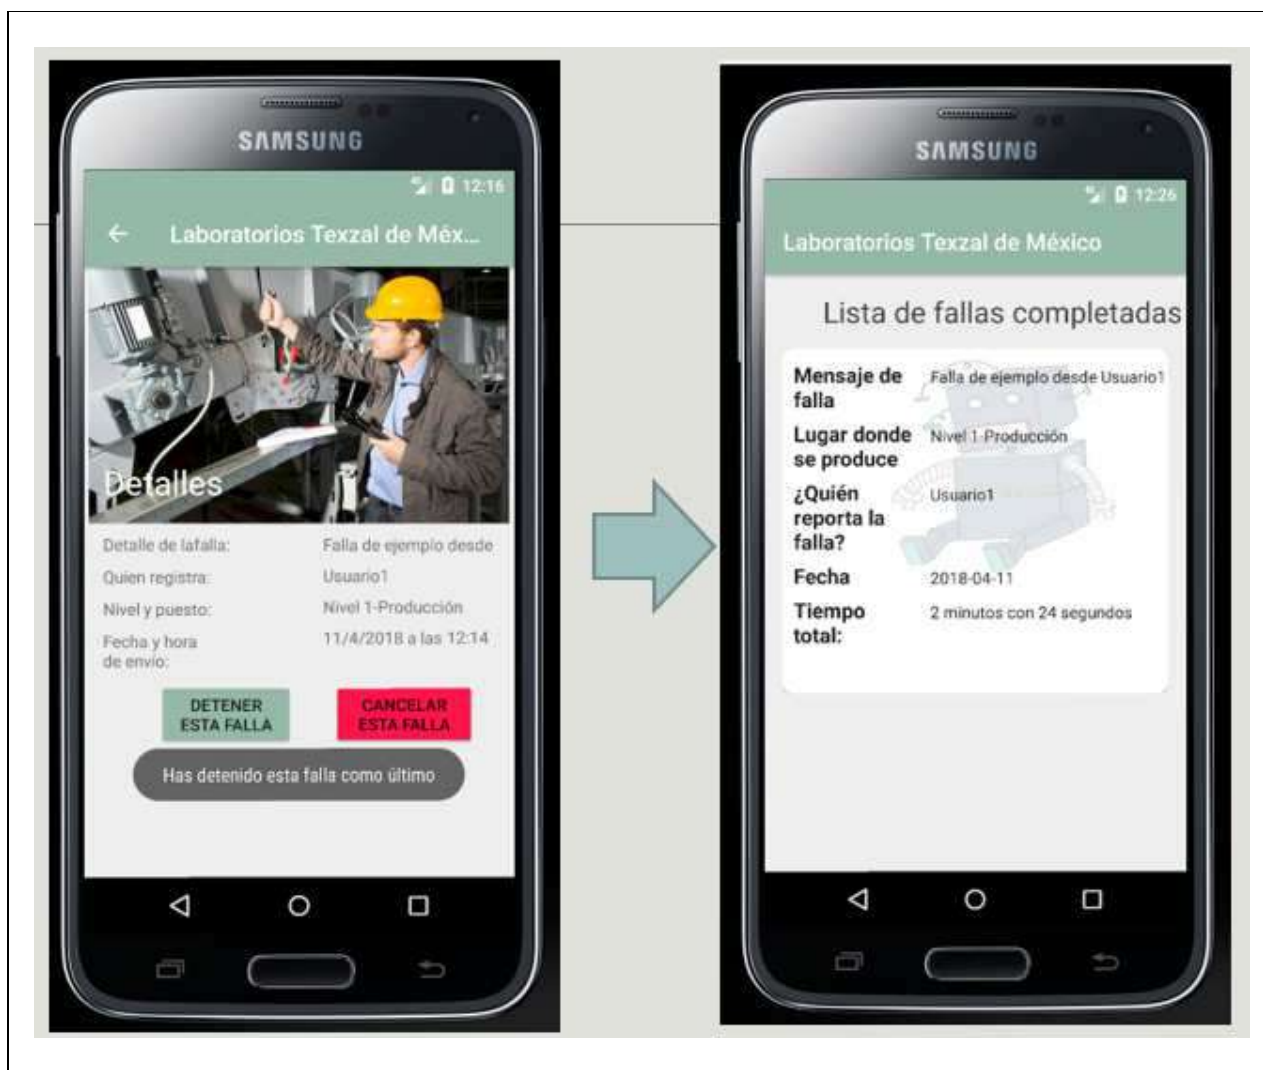 SAMSUNG
12:16
Laboratorios Texzal de Méx...
Detalles
Detalle de lafalla:
Falla de ejemplo desde
Quien registra:
Usuario1
Nivel y puesto:
Nivel 1-Producción
Fecha y hora
de envío:
11/4/2018 a las 12:14
DETENER
ESTA FALLA
CANCELAR
ESTA FALLA
Has detenido esta falla como último
SAMSUNG
12:26
Laboratorios Texzal de México
Lista de fallas completadas
Mensaje de
falla
Falla de ejemplo desde Usuario1
Lugar donde
se produce
Nivel 1-Producción
¿Quién
reporta la
falla?
Usuario1
Fecha
2018-04-11
Tiempo
total:
2 minutos con 24 segundos